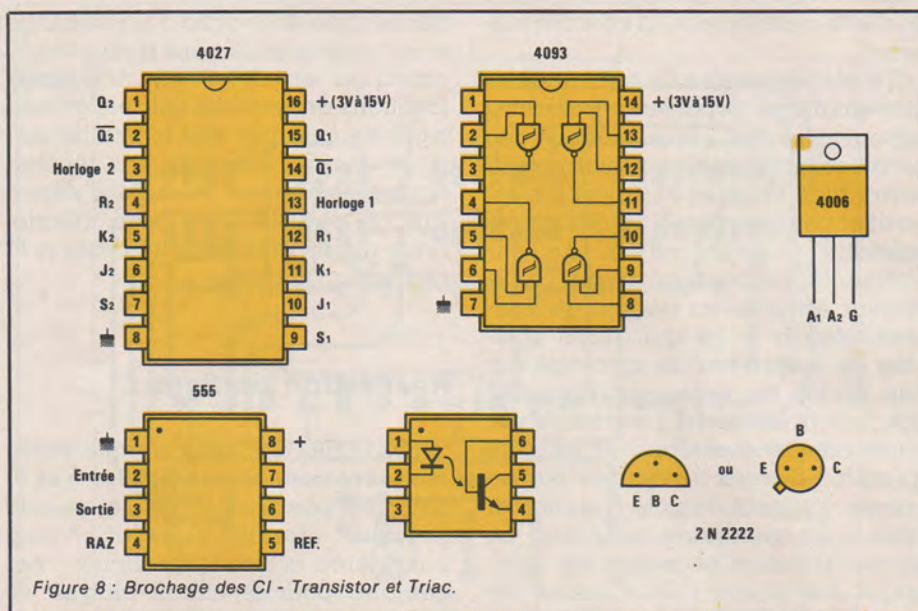 4027
Q2 1 16 + (3V à 15V)
Q̅2 2 15 Q1
Horloge 2 3 14 Q̅1
R2 4 13 Horloge 1
K2 5 12 R1
J2 6 11 K1
S2 7 10 J1
8 9 S1
4093
1 14 + (3V à 15V)
2 13
3 12
4 11
5 10
6 9
7 8
4006
A1 A2 G
555
1 8 +
Entrée 2 7
Sortie 3 6
RAZ 4 5 REF.
1 6
2 5
3 4
E B C
ou
B
E C
2 N 2222
Figure 8 : Brochage des CI - Transistor et Triac.